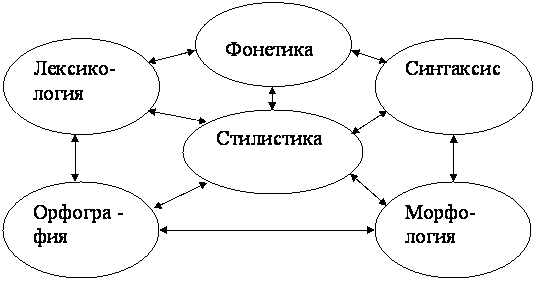 Фонетика
Лексико-
логия
Синтаксис
Стилистика
Орфогра -
фия
Морфо-
логия